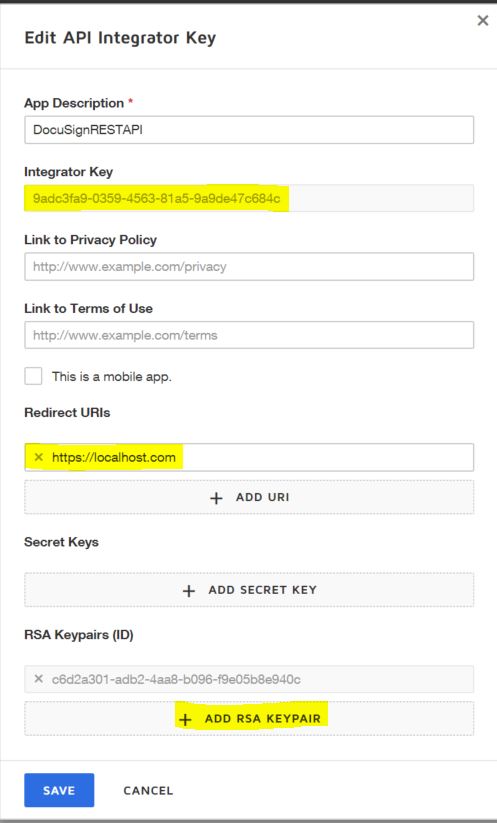 Edit API Integrator Key
App Description *
DocuSignRESTAPI
Integrator Key
9adc3fa9-0359-4563-81a5-9a9de47c684c
Link to Privacy Policy
http://www.example.com/privacy
Link to Terms of Use
http://www.example.com/terms
This is a mobile app.
Redirect URIs
https://localhost.com
+ ADD URI
Secret Keys
+ ADD SECRET KEY
RSA Keypairs (ID)
c6d2a301-adb2-4aa8-b096-f9e05b8e940c
+ ADD RSA KEYPAIR
SAVE CANCEL